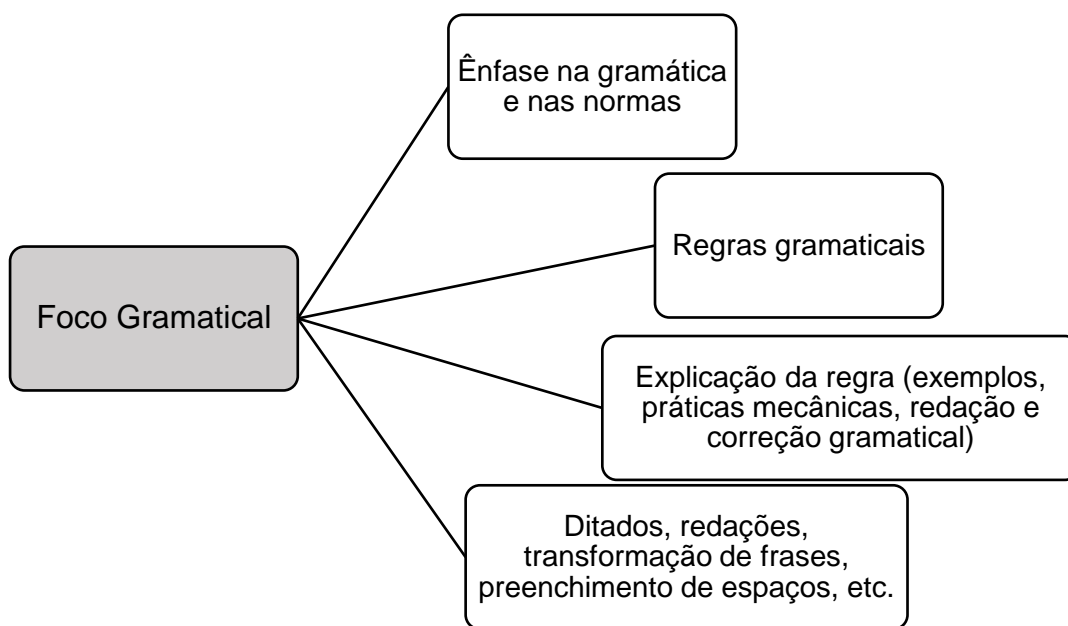 Ênfase na gramática
e nas normas
Regras gramaticais
Foco Gramatical
Explicação da regra (exemplos,
práticas mecânicas, redação e
correção gramatical)
Ditados, redações,
transformação de frases,
preenchimento de espaços, etc.